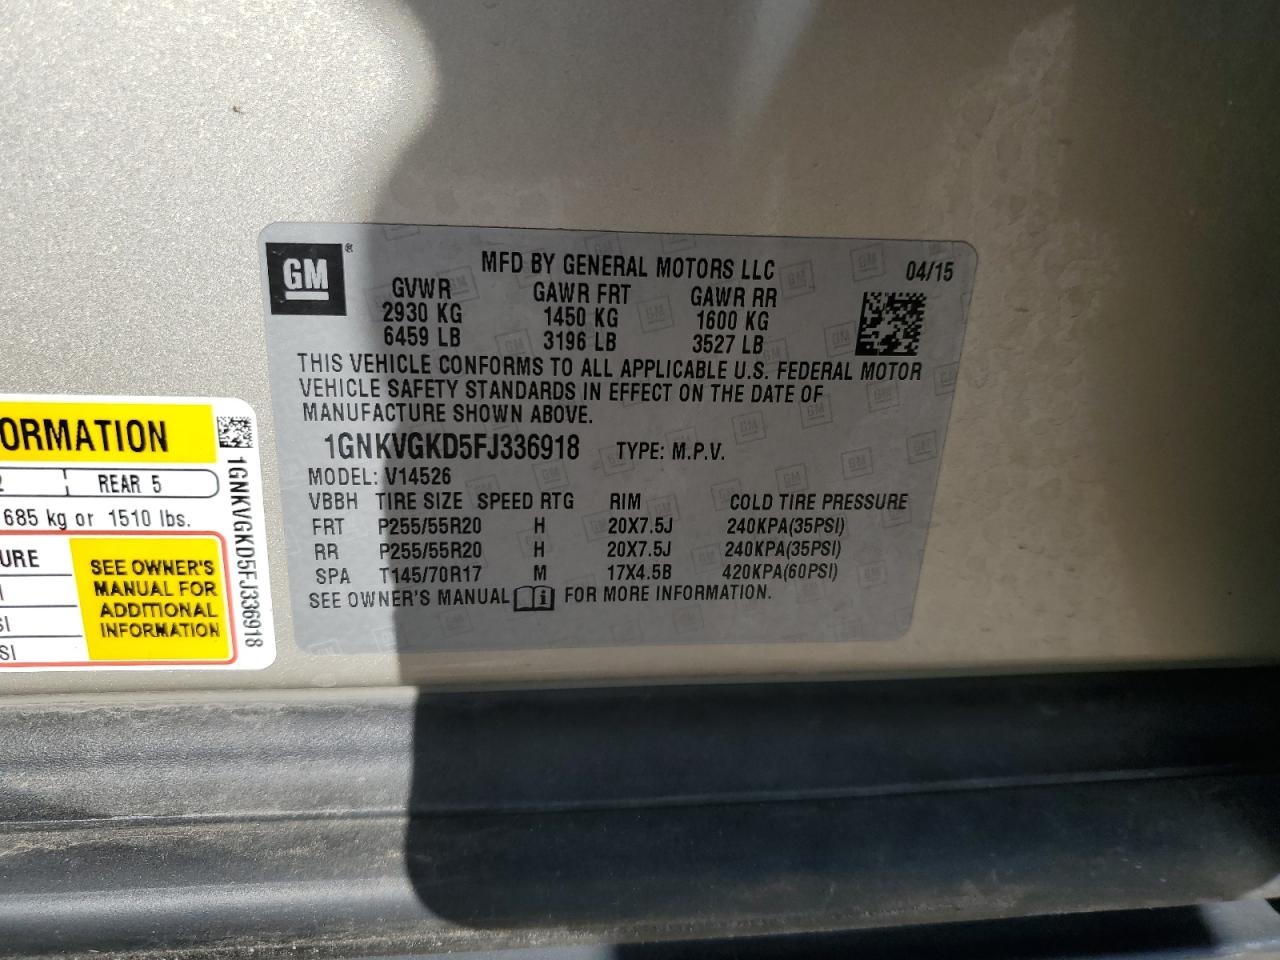 GM
MFD BY GENERAL MOTORS LLC 04/15
GVWR GAWR FRT GAWR RR
2930 KG 1450 KG 1600 KG
6459 LB 3196 LB 3527 LB
THIS VEHICLE CONFORMS TO ALL APPLICABLE U.S. FEDERAL MOTOR
VEHICLE SAFETY STANDARDS IN EFFECT ON THE DATE OF
MANUFACTURE SHOWN ABOVE.
1GNKVGKD5FJ336918 TYPE: M.P.V.
MODEL: V14526
VBBH TIRE SIZE SPEED RTG RIM COLD TIRE PRESSURE
FRT P255/55R20 H 20X7.5J 240KPA(35PSI)
RR P255/55R20 H 20X7.5J 240KPA(35PSI)
SPA T145/70R17 M 17X4.5B 420KPA(60PSI)
SEE OWNER'S MANUAL i FOR MORE INFORMATION.
ORMATION
2 REAR 5
685 kg or 1510 lbs.
URE
I
SI
SI
SEE OWNER'S
MANUAL FOR
ADDITIONAL
INFORMATION
1GNKVGKD5FJ336918